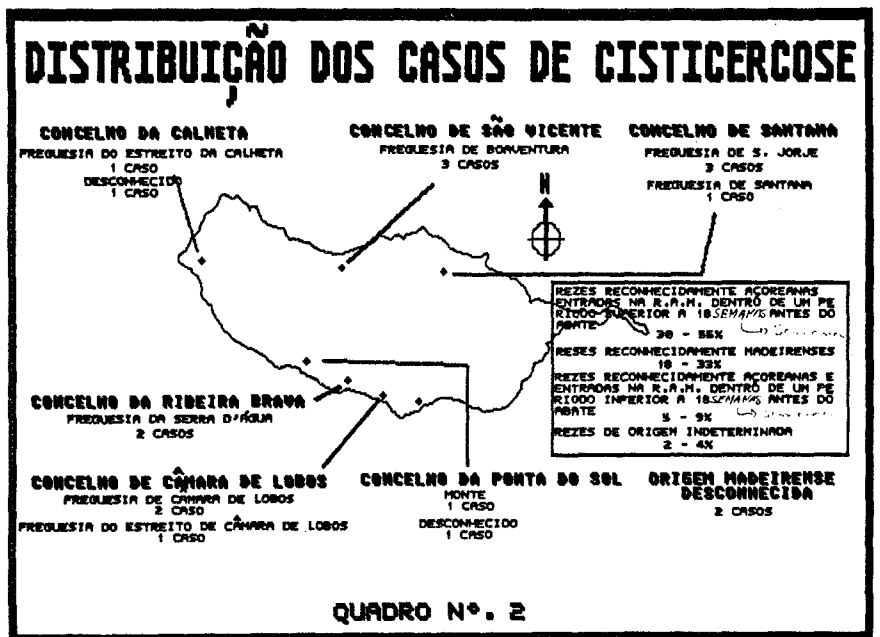 DISTRIBUIÇÃO DOS CASOS DE CISTICERCOSE
CONCELHO DA CALHETA
FREGUESIA DO ESTREITO DA CALHETA
1 CASO
DESCONHECIDO
1 CASO
CONCELHO DE SÃO VICENTE
FREGUESIA DE BOAVENTURA
3 CASOS
CONCELHO DE SANTANA
FREGUESIA DE S. JORJE
3 CASOS
FREGUESIA DE SANTANA
1 CASO
N
REZES RECONHECIDAMENTE AÇOREANAS
ENTRADAS NA R.A.M. DENTRO DE UM PE
RIODO SUPERIOR A 18 SEMANAS ANTES DO
ABATE
30 - 55%
RESES RECONHECIDAMENTE MADEIRENSES
18 - 33%
REZES RECONHECIDAMENTE AÇOREANAS E
ENTRADAS NA R.A.M. DENTRO DE UM PE
RIODO INFERIOR A 18 SEMANAS ANTES DO
ABATE
5 - 9%
REZES DE ORIGEM INDETERMINADA
2 - 4%
CONCELHO DA RIBEIRA BRAVA
FREGUESIA DA SERRA D'ÁGUA
2 CASOS
CONCELHO DE CÂMARA DE LOBOS
FREGUESIA DE CÂMARA DE LOBOS
2 CASO
FREGUESIA DO ESTREITO DE CÂMARA DE LOBOS
1 CASO
CONCELHO DA PONTA DO SOL
MONTE
1 CASO
DESCONHECIDO
1 CASO
ORIGEM MADEIRENSE
DESCONHECIDA
2 CASOS
QUADRO Nº. 2